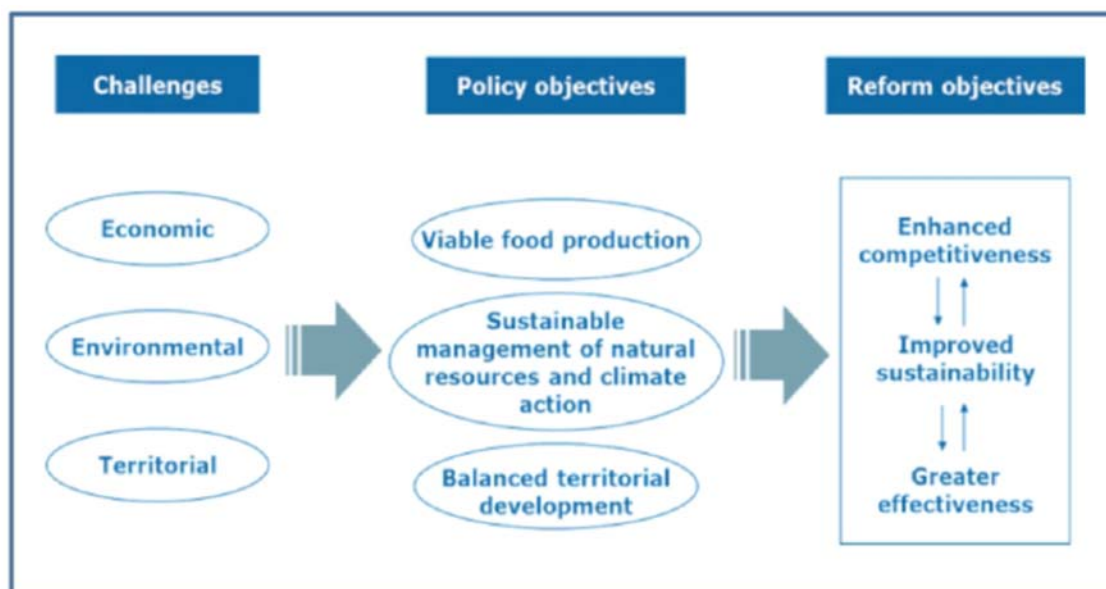 Challenges
Policy objectives
Reform objectives
Economic
Environmental
Territorial
Viable food production
Sustainable
management of natural
resources and climate
action
Balanced territorial
development
Enhanced
competitiveness
Improved
sustainability
Greater
effectiveness